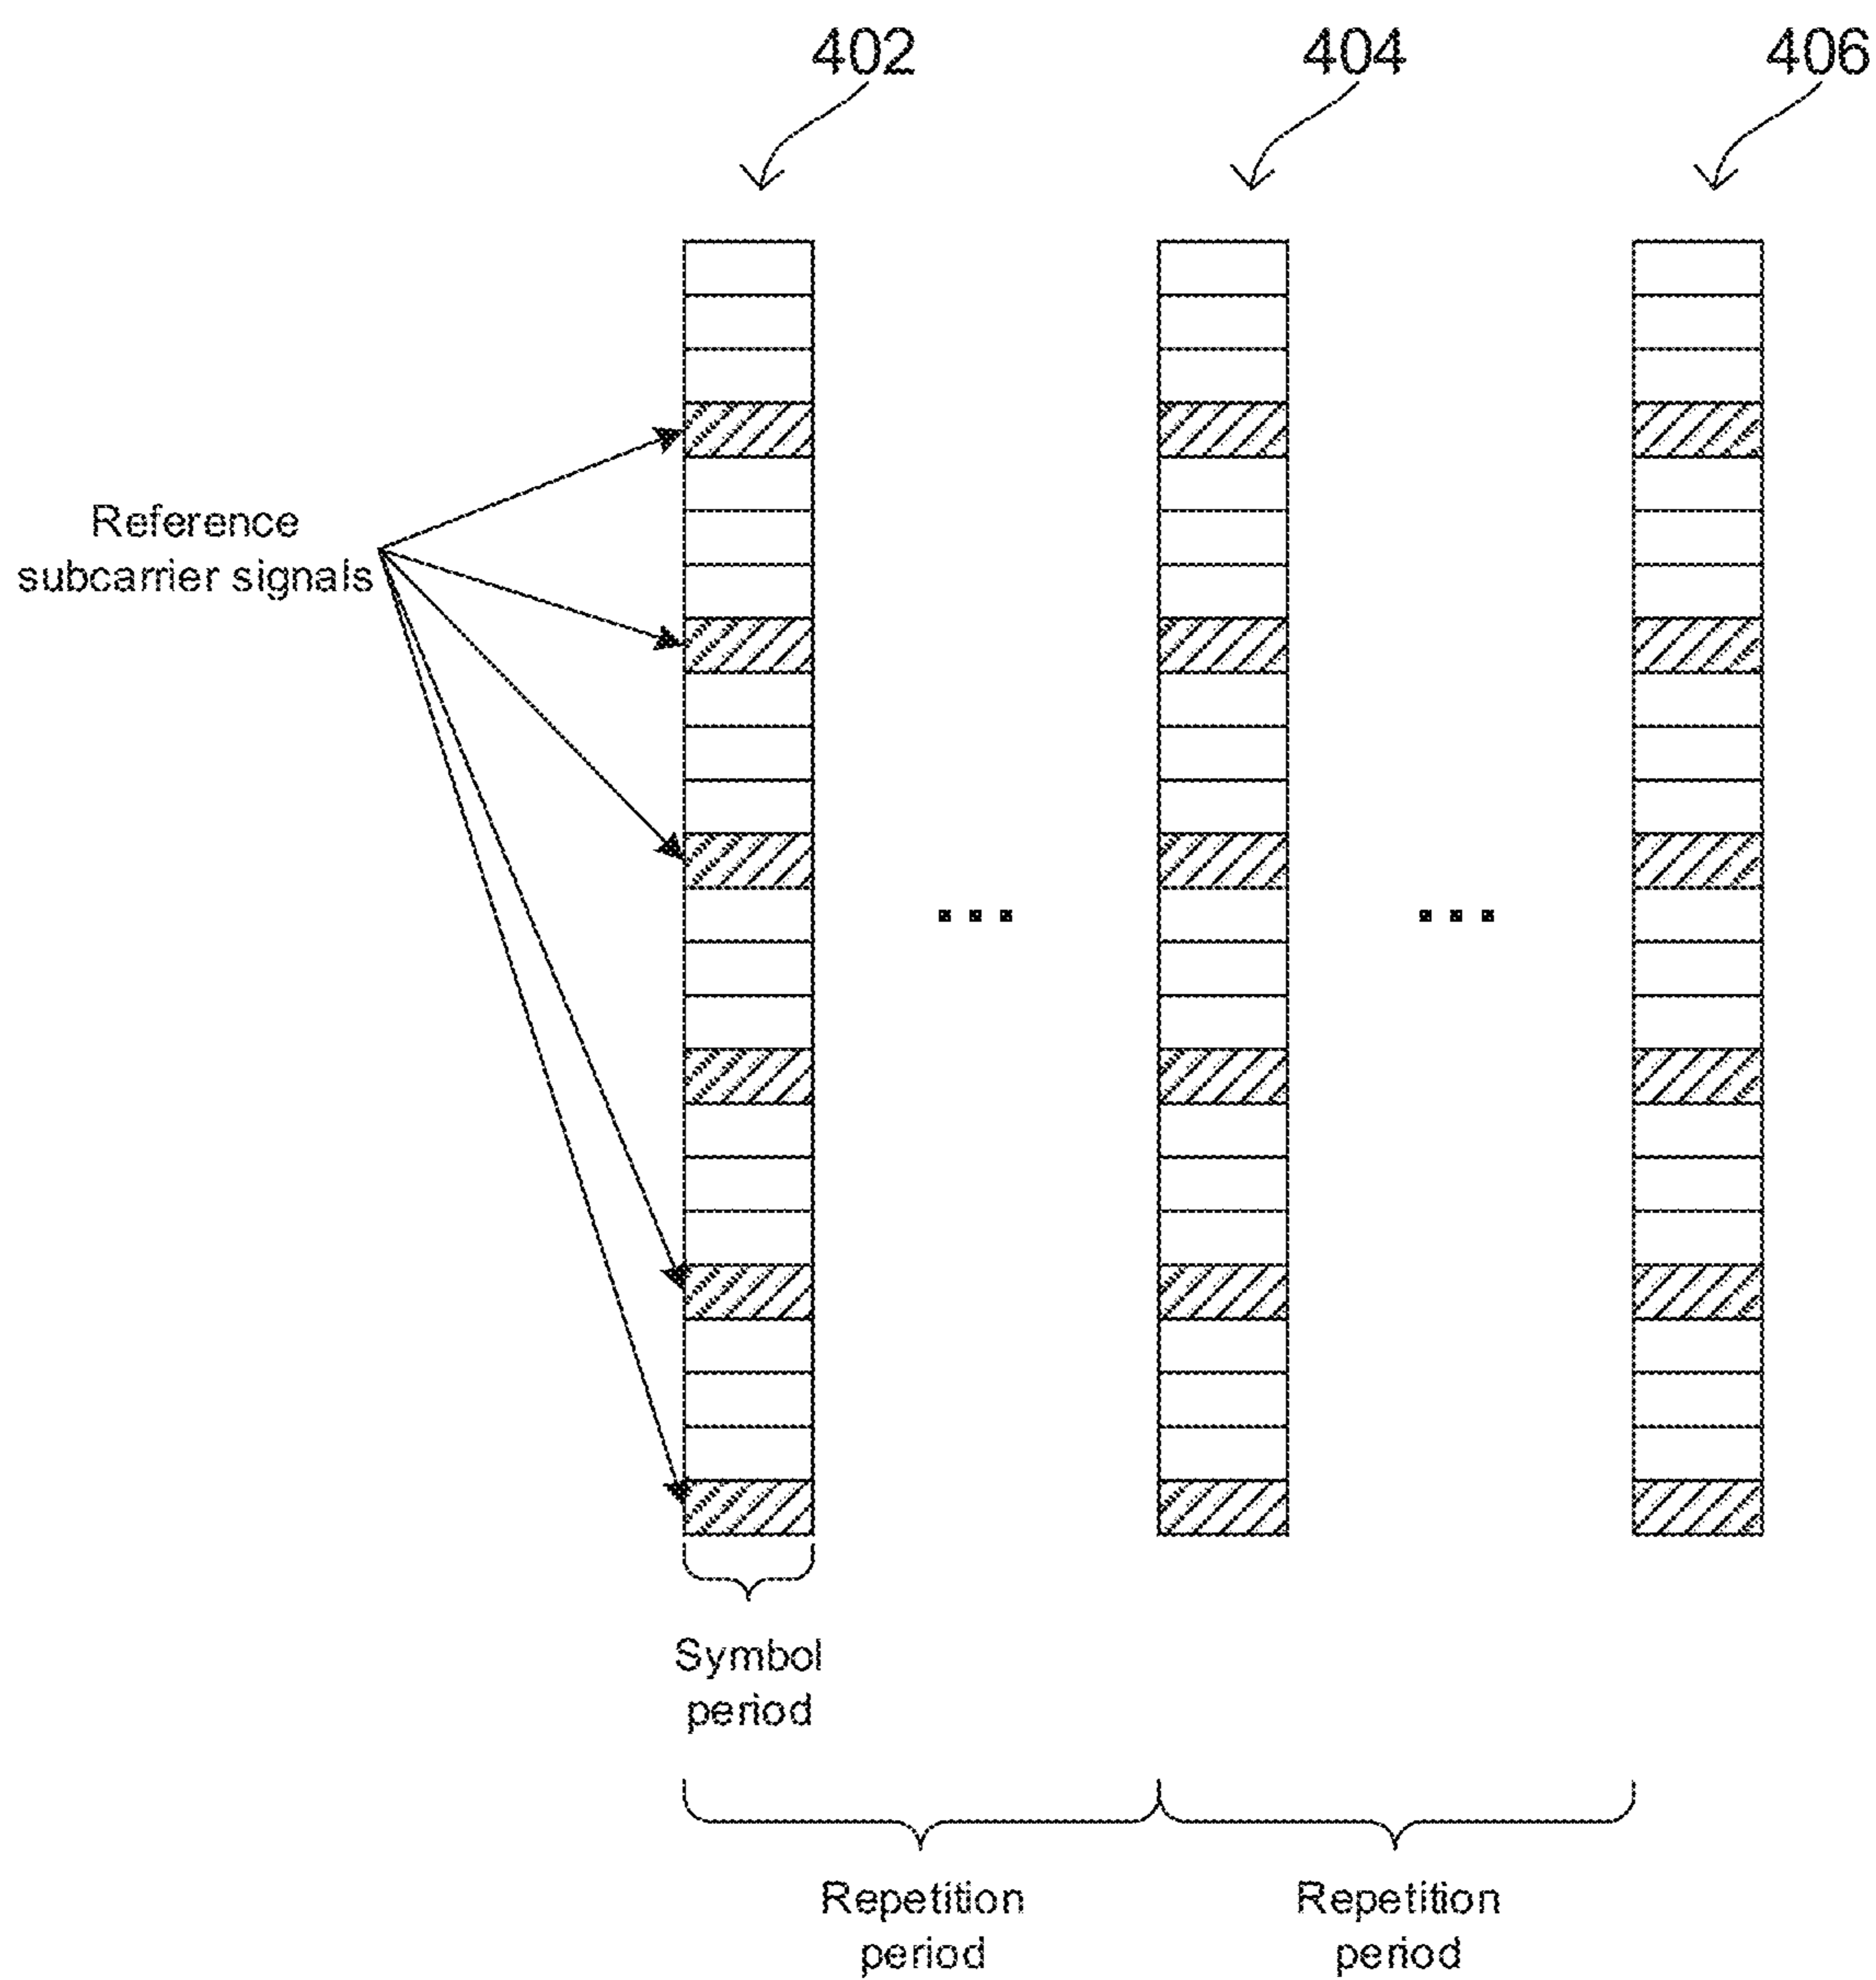 402
404
406
Reference
subcarrier signals
Symbol
period
Repetition
period
Repetition
period